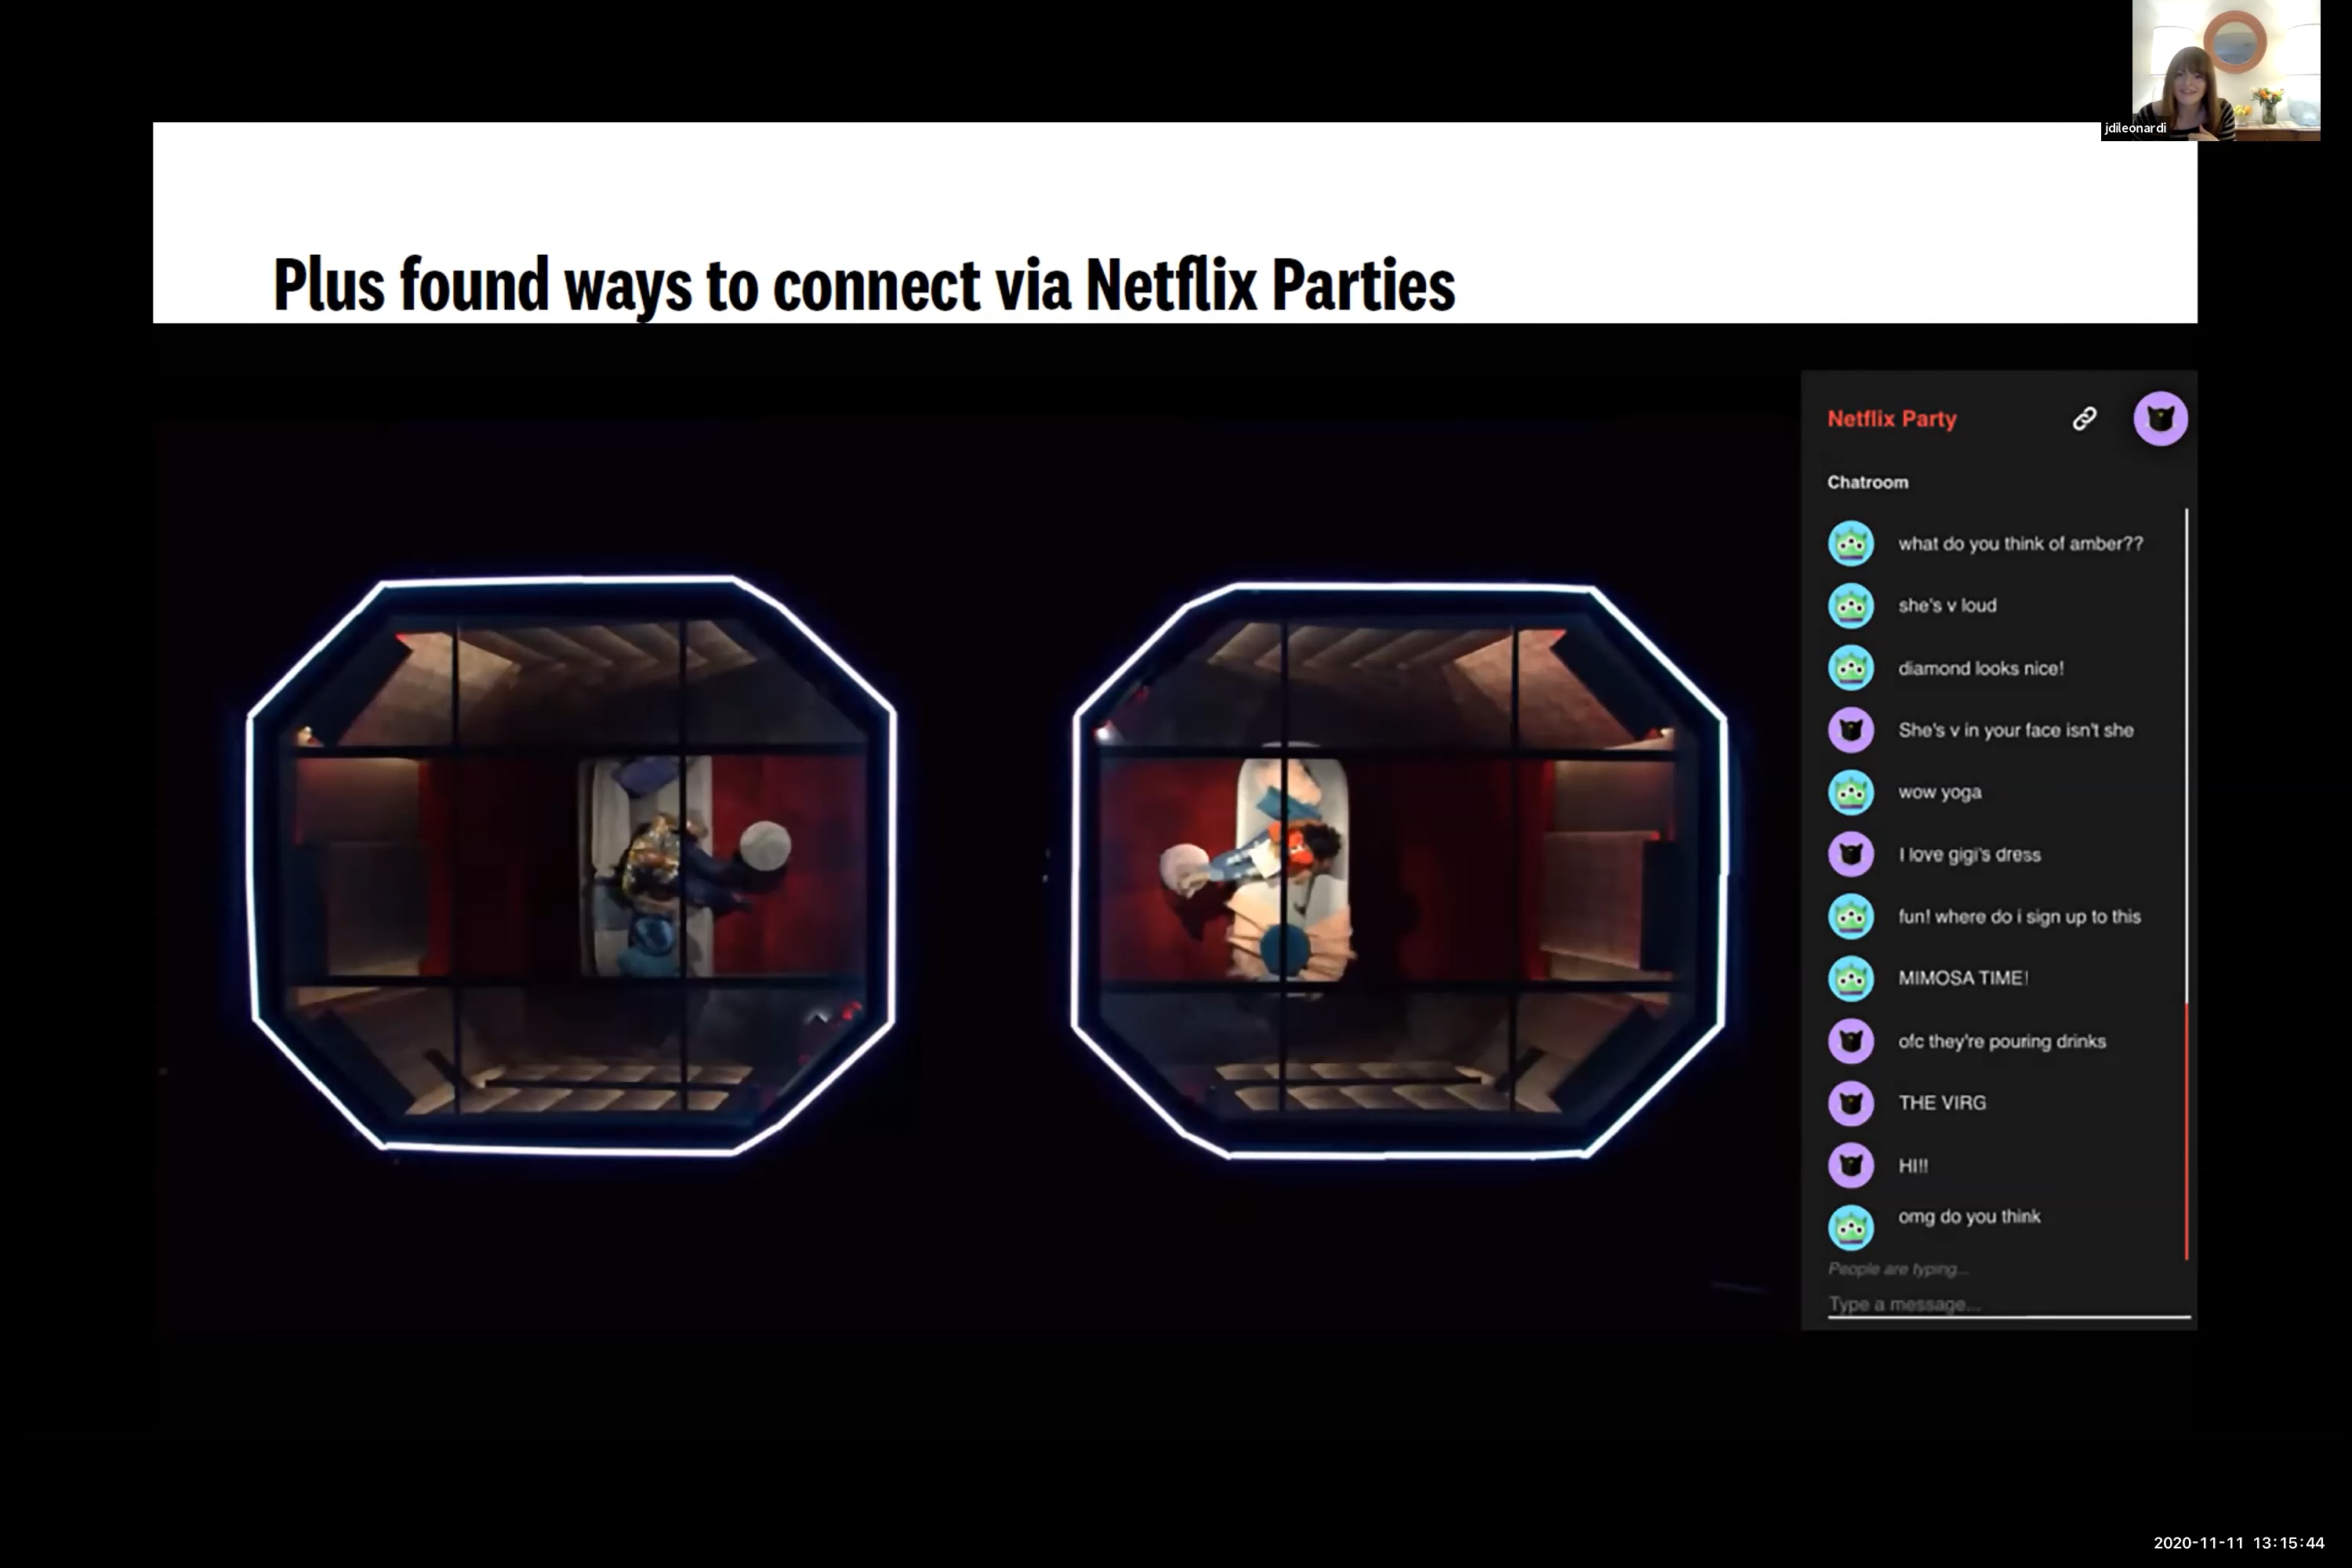 jdileonardi
Plus found ways to connect via Netflix Parties
Netflix Party
Chatroom
what do you think of amber??
she's v loud
diamond looks nice!
She's v in your face isn't she
wow yoga
I love gigi's dress
fun! where do i sign up to this
MIMOSA TIME!
ofc they're pouring drinks
THE VIRG
HI!!
omg do you think
People are typing...
Type a message...
2020-11-11 13:15:44